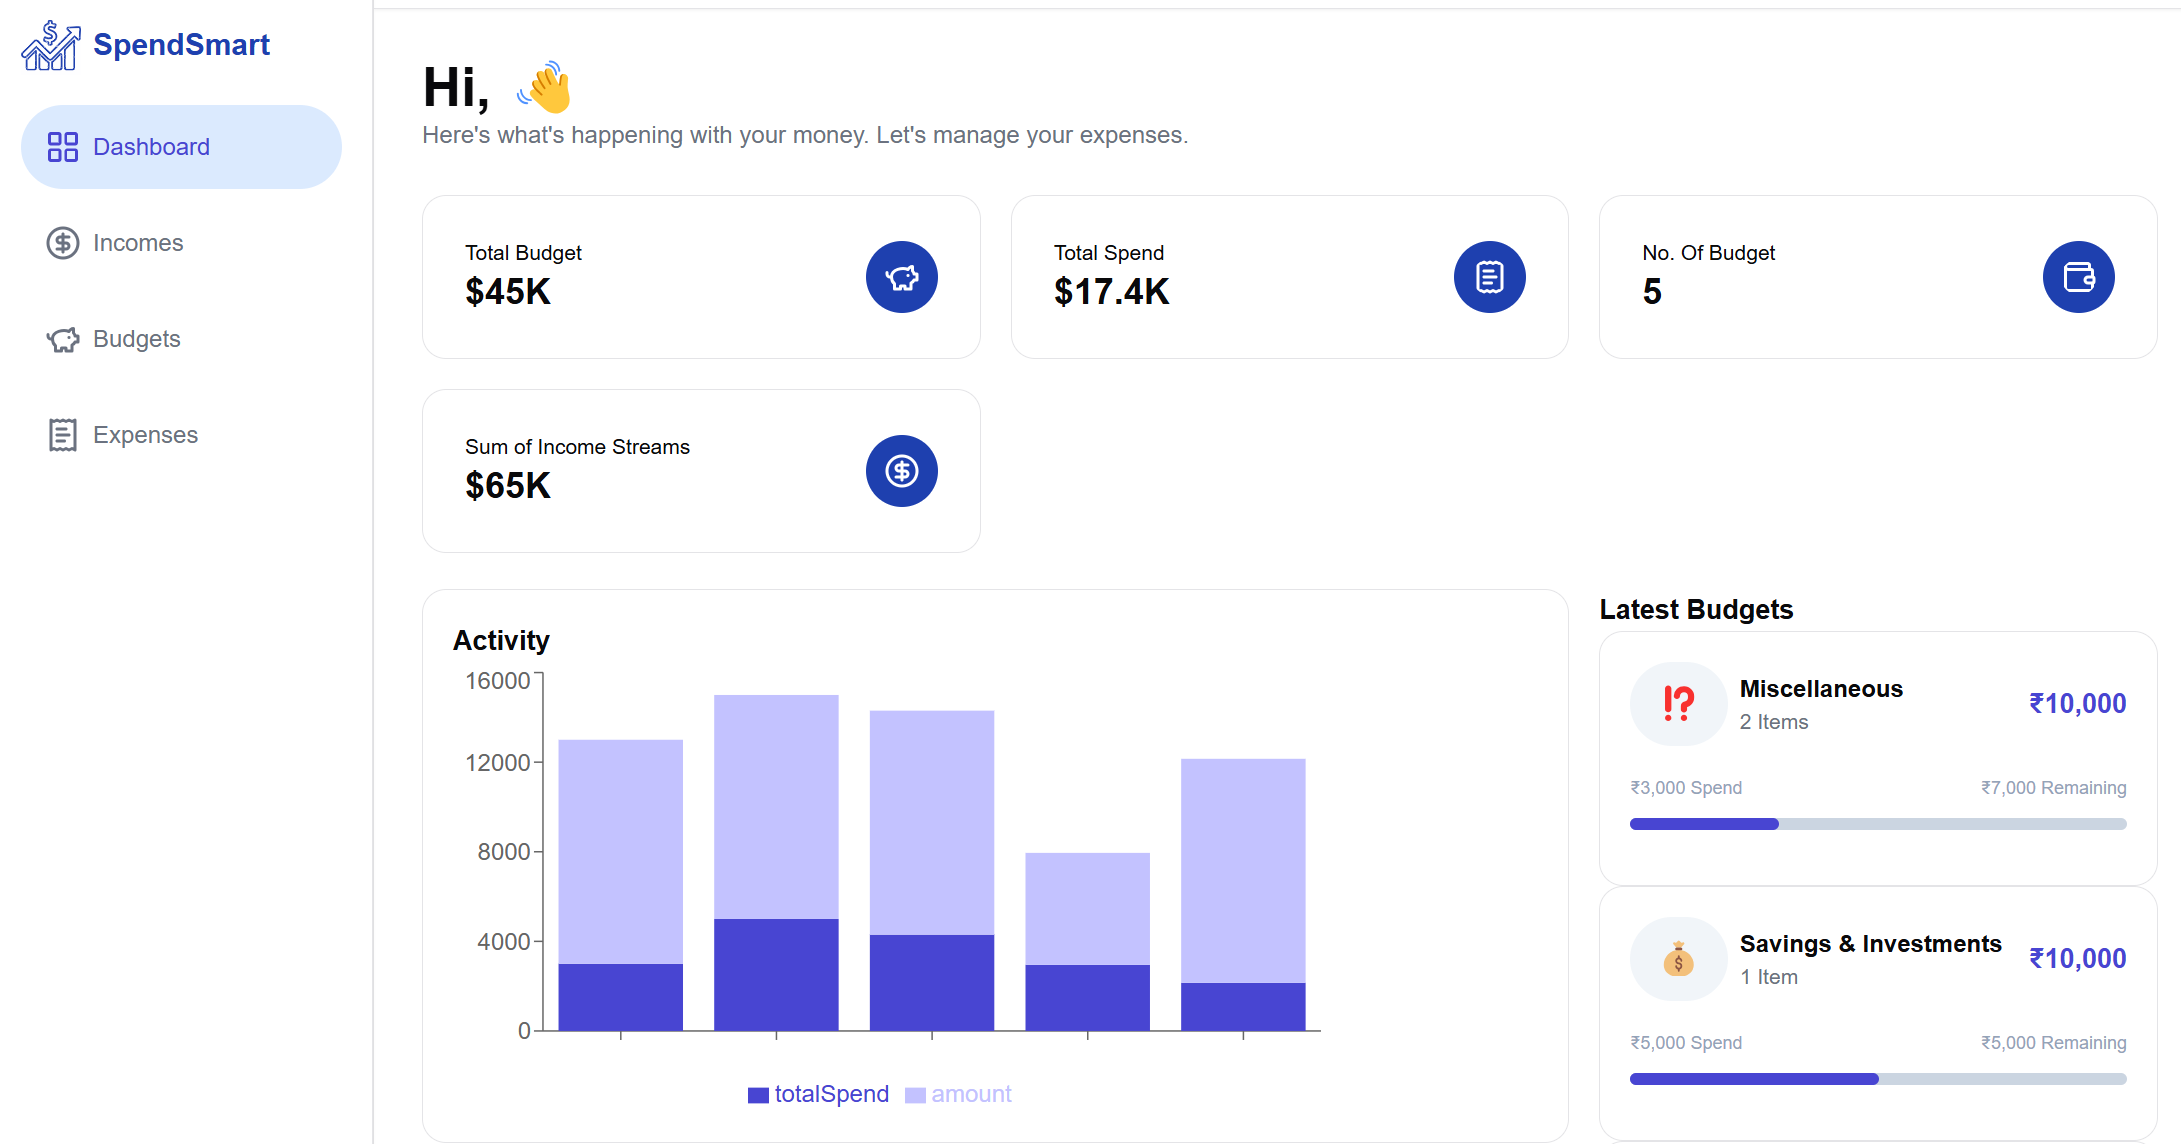 SpendSmart
Dashboard
Incomes
Budgets
Expenses
Hi, 👋
Here's what's happening with your money. Let's manage your expenses.
Total Budget
$45K
Total Spend
$17.4K
No. Of Budget
5
Sum of Income Streams
$65K
Activity
16000
12000
8000
4000
0
totalSpend amount
Latest Budgets
⁉ Miscellaneous
2 Items
₹10,000
₹3,000 Spend ₹7,000 Remaining
💰 Savings & Investments
1 Item
₹10,000
₹5,000 Spend ₹5,000 Remaining